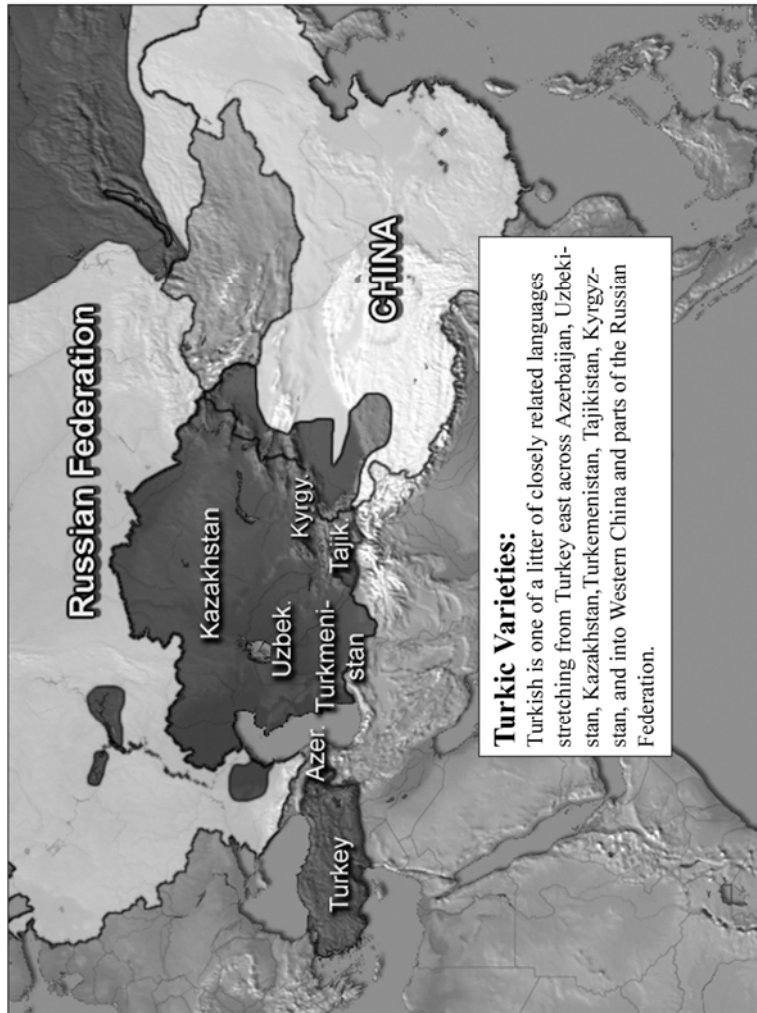 Russian Federation
Kazakhstan
CHINA
Uzbek.
Kyrgy.
Azer.
Turkmeni-
stan
Tajik.
Turkey
Turkic Varieties:
Turkish is one of a litter of closely related languages
stretching from Turkey east across Azerbaijan, Uzbeki-
stan, Kazakhstan,Turkemenistan, Tajikistan, Kyrgyz-
stan, and into Western China and parts of the Russian
Federation.